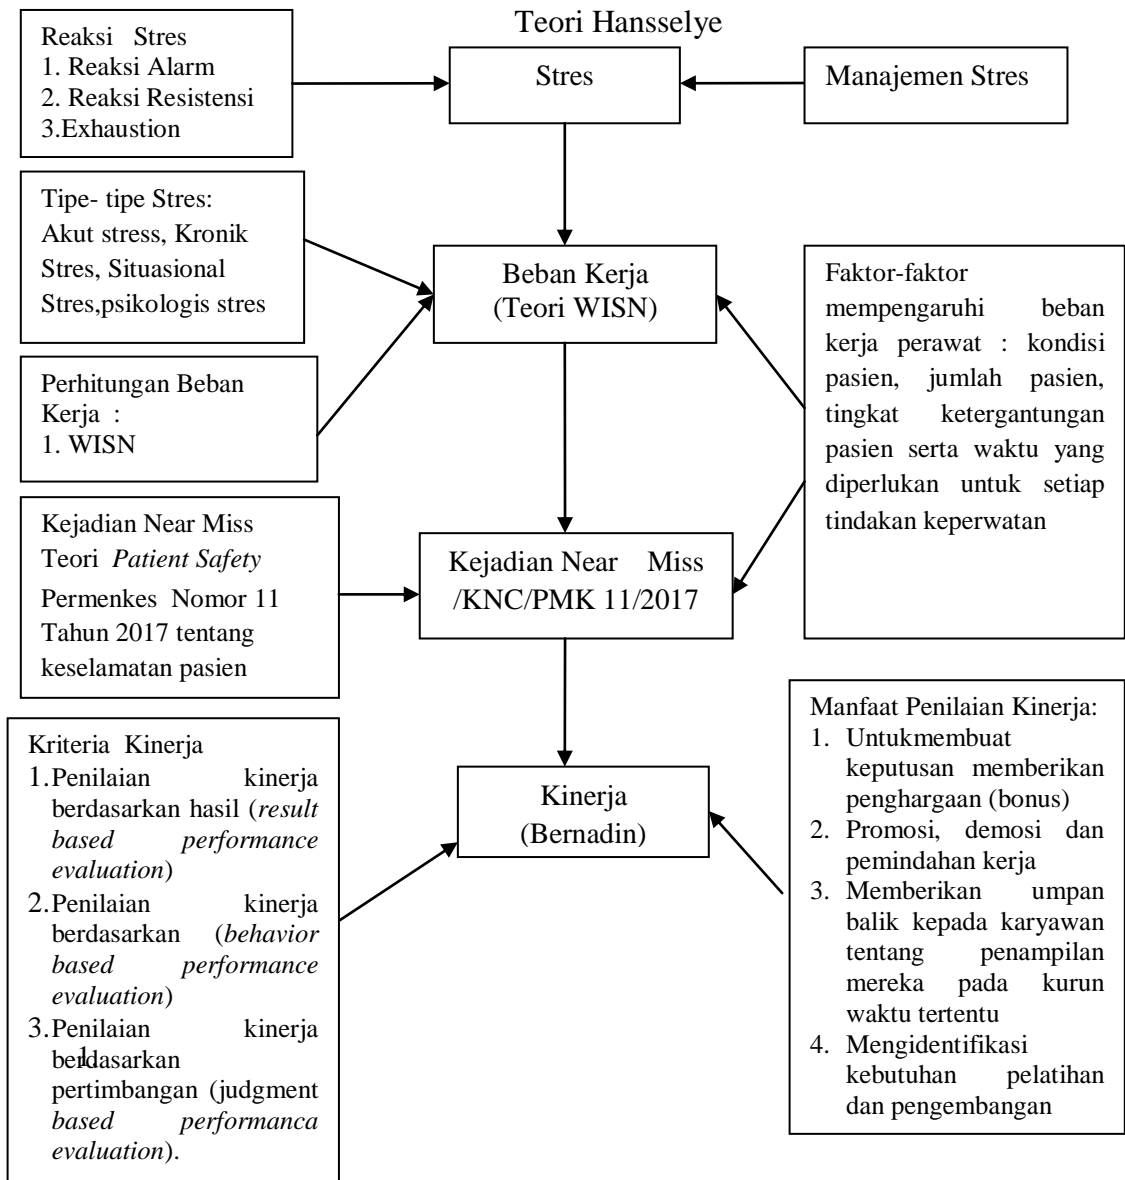 Teori Hansselye
Reaksi Stres
1. Reaksi Alarm
2. Reaksi Resistensi
3.Exhaustion
Stres
Manajemen Stres
Tipe- tipe Stres:
Akut stress, Kronik
Stres, Situasional
Stres,psikologis stres
Beban Kerja
(Teori WISN)
Faktor-faktor
mempengaruhi beban
kerja perawat : kondisi
pasien, jumlah pasien,
tingkat ketergantungan
pasien serta waktu yang
diperlukan untuk setiap
tindakan keperwatan
Perhitungan Beban
Kerja :
1. WISN
Kejadian Near Miss
Teori Patient Safety
Permenkes Nomor 11
Tahun 2017 tentang
keselamatan pasien
Kejadian Near Miss
/KNC/PMK 11/2017
Kriteria Kinerja
1.Penilaian kinerja
berdasarkan hasil (result
based performance
evaluation)
2.Penilaian kinerja
berdasarkan (behavior
based performance
evaluation)
3.Penilaian kinerja
berdasarkan
1.
pertimbangan (judgment
based performanca
evaluation).
Kinerja
(Bernadin)
Manfaat Penilaian Kinerja:
1. Untukmembuat
keputusan memberikan
penghargaan (bonus)
2. Promosi, demosi dan
pemindahan kerja
3. Memberikan umpan
balik kepada karyawan
tentang penampilan
mereka pada kurun
waktu tertentu
4. Mengidentifikasi
kebutuhan pelatihan
dan pengembangan